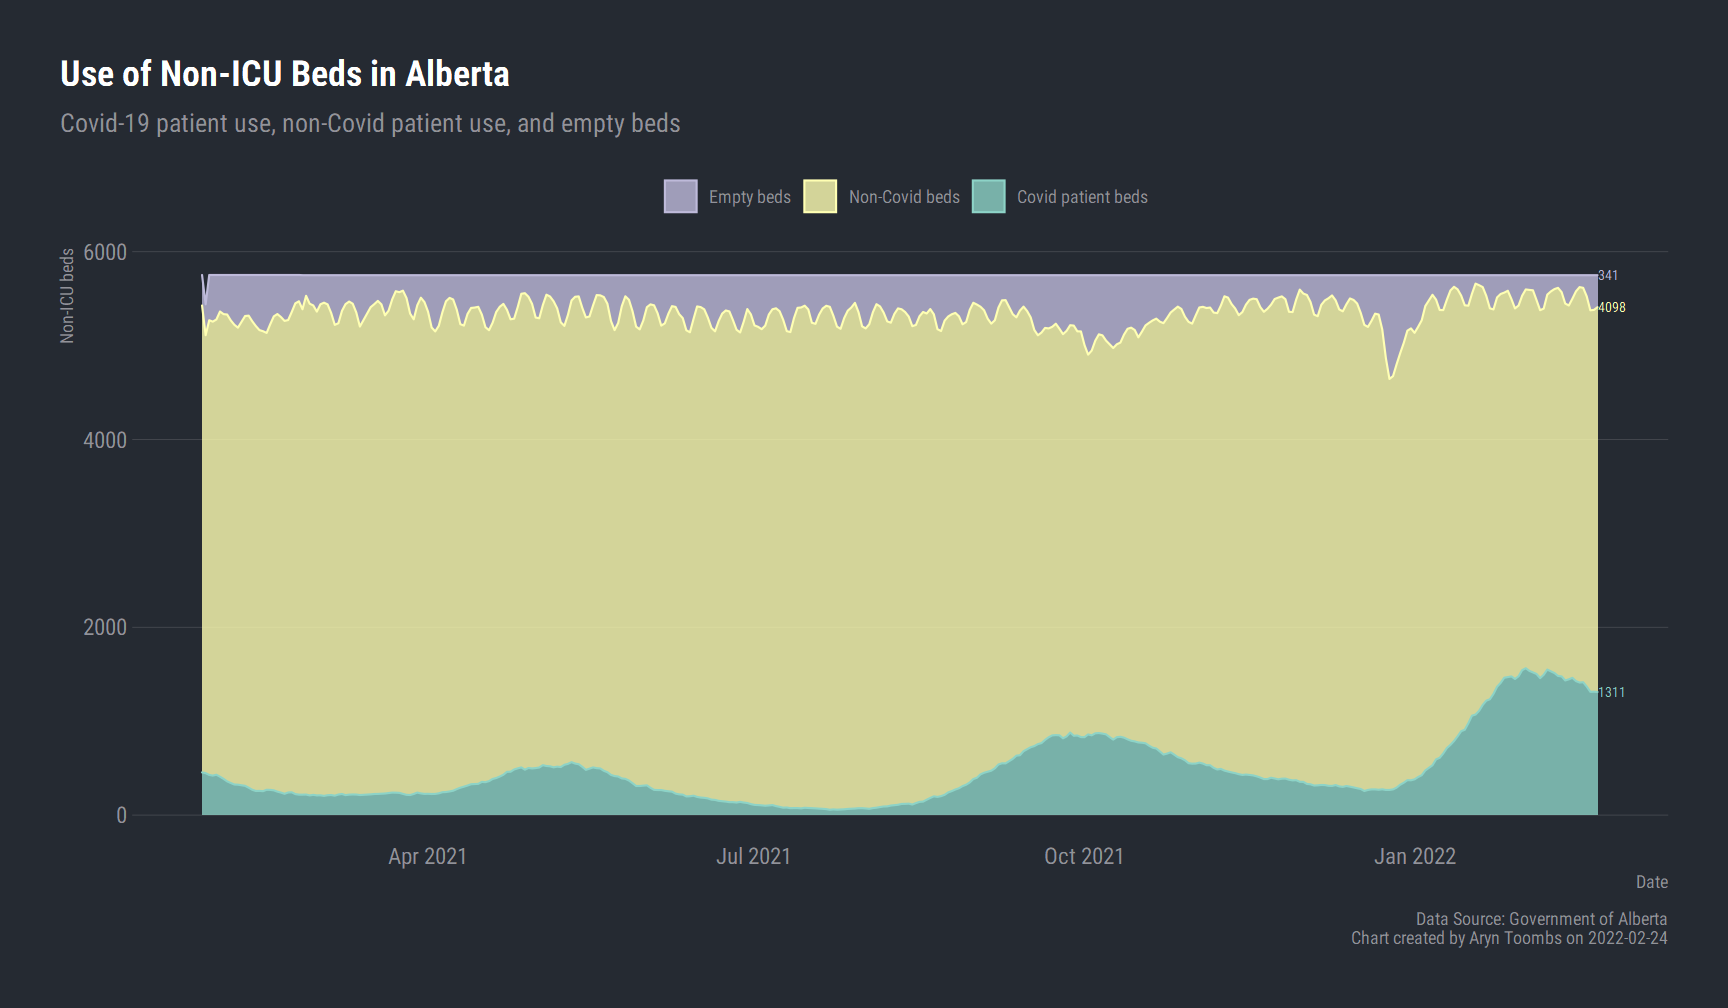 Use of Non-ICU Beds in Alberta
Covid-19 patient use, non-Covid patient use, and empty beds
Empty beds
Non-Covid beds
Covid patient beds
Non-ICU beds
6000
4000
2000
0
341
4098
1311
Apr 2021
Jul 2021
Oct 2021
Jan 2022
Date
Data Source: Government of Alberta
Chart created by Aryn Toombs on 2022-02-24